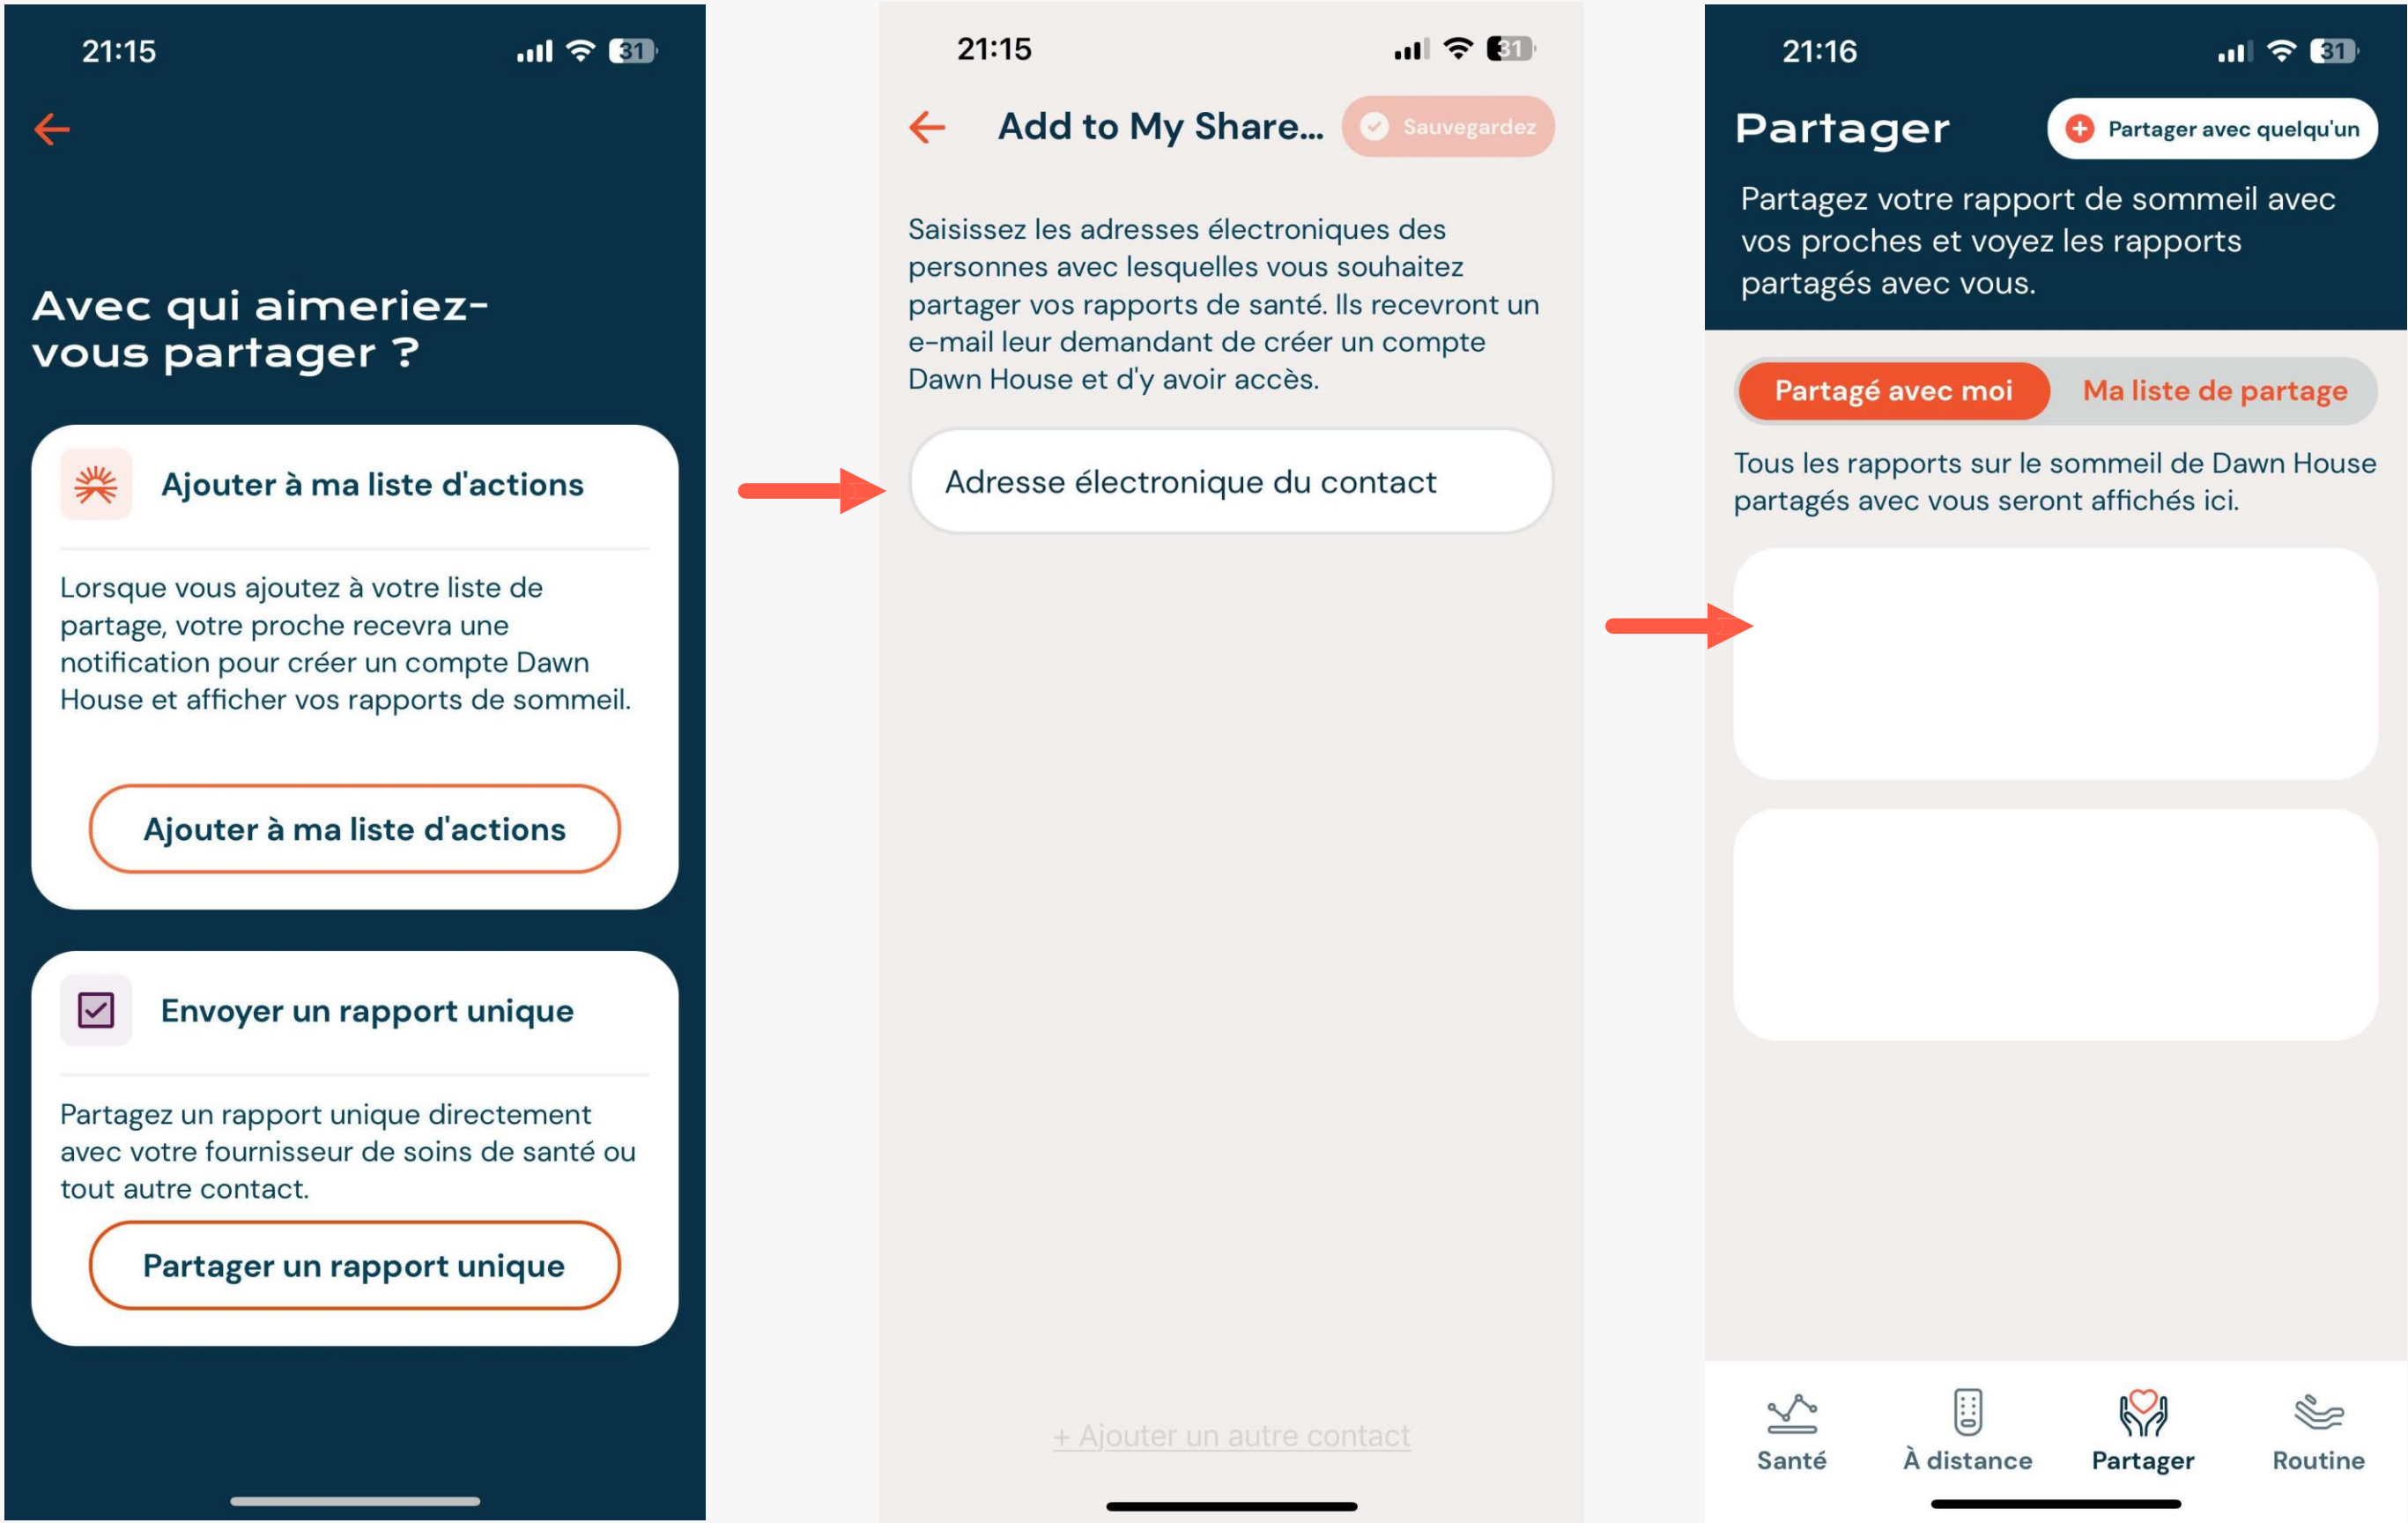 21:15
31
Avec qui aimeriez-
vous partager ?
Ajouter à ma liste d'actions
Lorsque vous ajoutez à votre liste de
partage, votre proche recevra une
notification pour créer un compte Dawn
House et afficher vos rapports de sommeil.
Ajouter à ma liste d'actions
Envoyer un rapport unique
Partagez un rapport unique directement
avec votre fournisseur de soins de santé ou
tout autre contact.
Partager un rapport unique
21:15
31
Add to My Share...
Sauvegardez
Saisissez les adresses électroniques des
personnes avec lesquelles vous souhaitez
partager vos rapports de santé. Ils recevront un
e-mail leur demandant de créer un compte
Dawn House et d'y avoir accès.
Adresse électronique du contact
+ Ajouter un autre contact
21:16
31
Partager
Partager avec quelqu'un
Partagez votre rapport de sommeil avec
vos proches et voyez les rapports
partagés avec vous.
Partagé avec moi
Ma liste de partage
Tous les rapports sur le sommeil de Dawn House
partagés avec vous seront affichés ici.
Santé
À distance
Partager
Routine